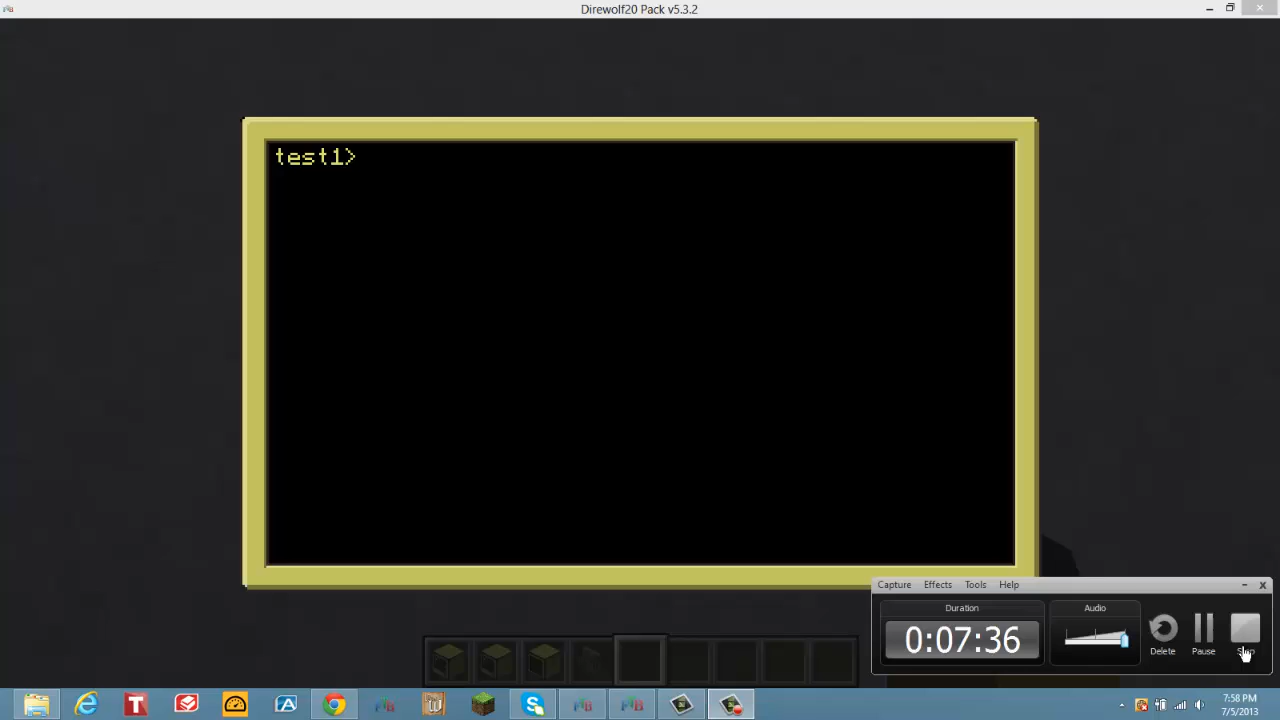 Direwolf20 Pack v5.3.2
test1>
Capture Effects Tools Help
Duration
Audio
0:07:36
Delete
Pause
Stop
7:58 PM
7/5/2013